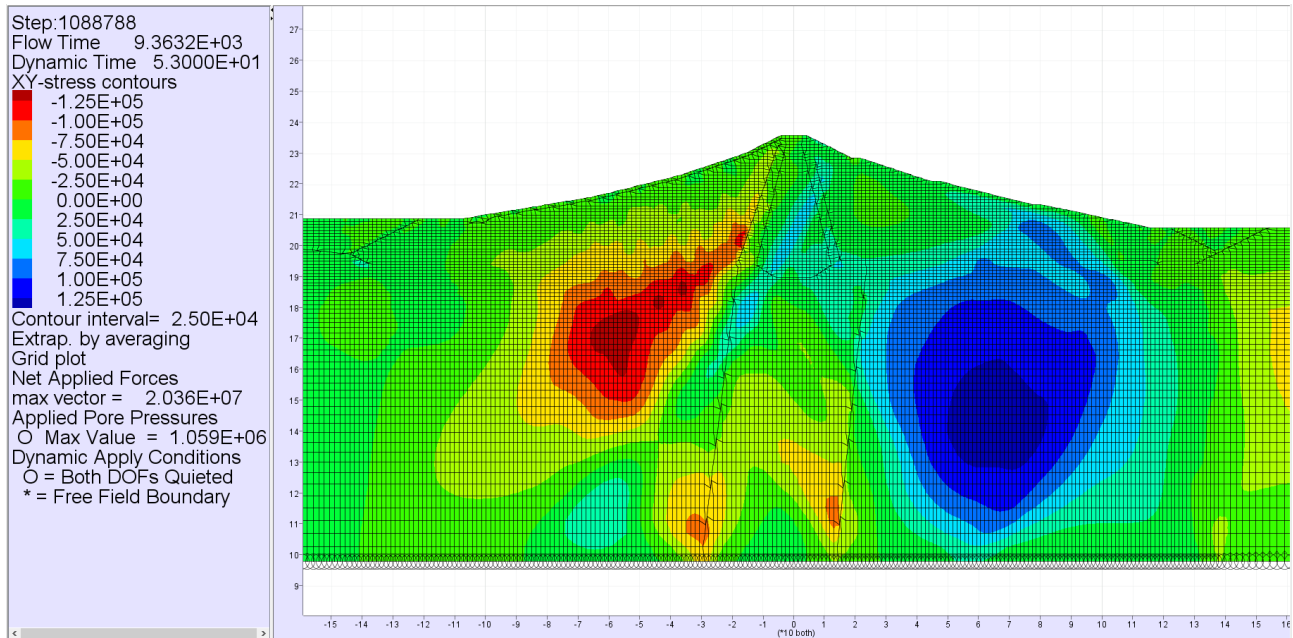 Step:1088788
Flow Time 9.3632E+03
Dynamic Time 5.3000E+01
XY-stress contours
-1.25E+05
-1.00E+05
-7.50E+04
-5.00E+04
-2.50E+04
0.00E+00
2.50E+04
5.00E+04
7.50E+04
1.00E+05
1.25E+05
Contour interval= 2.50E+04
Extrap. by averaging
Grid plot
Net Applied Forces
max vector = 2.036E+07
Applied Pore Pressures
O Max Value = 1.059E+06
Dynamic Apply Conditions
O = Both DOFs Quieted
* = Free Field Boundary
27
26
25
24
23
22
21
20
19
18
17
16
15
14
13
12
11
10
9
-15 -14 -13 -12 -11 -10 -9 -8 -7 -6 -5 -4 -3 -2 -1 0 1 2 3 4 5 6 7 8 9 10 11 12 13 14 15 16
(*10 both)